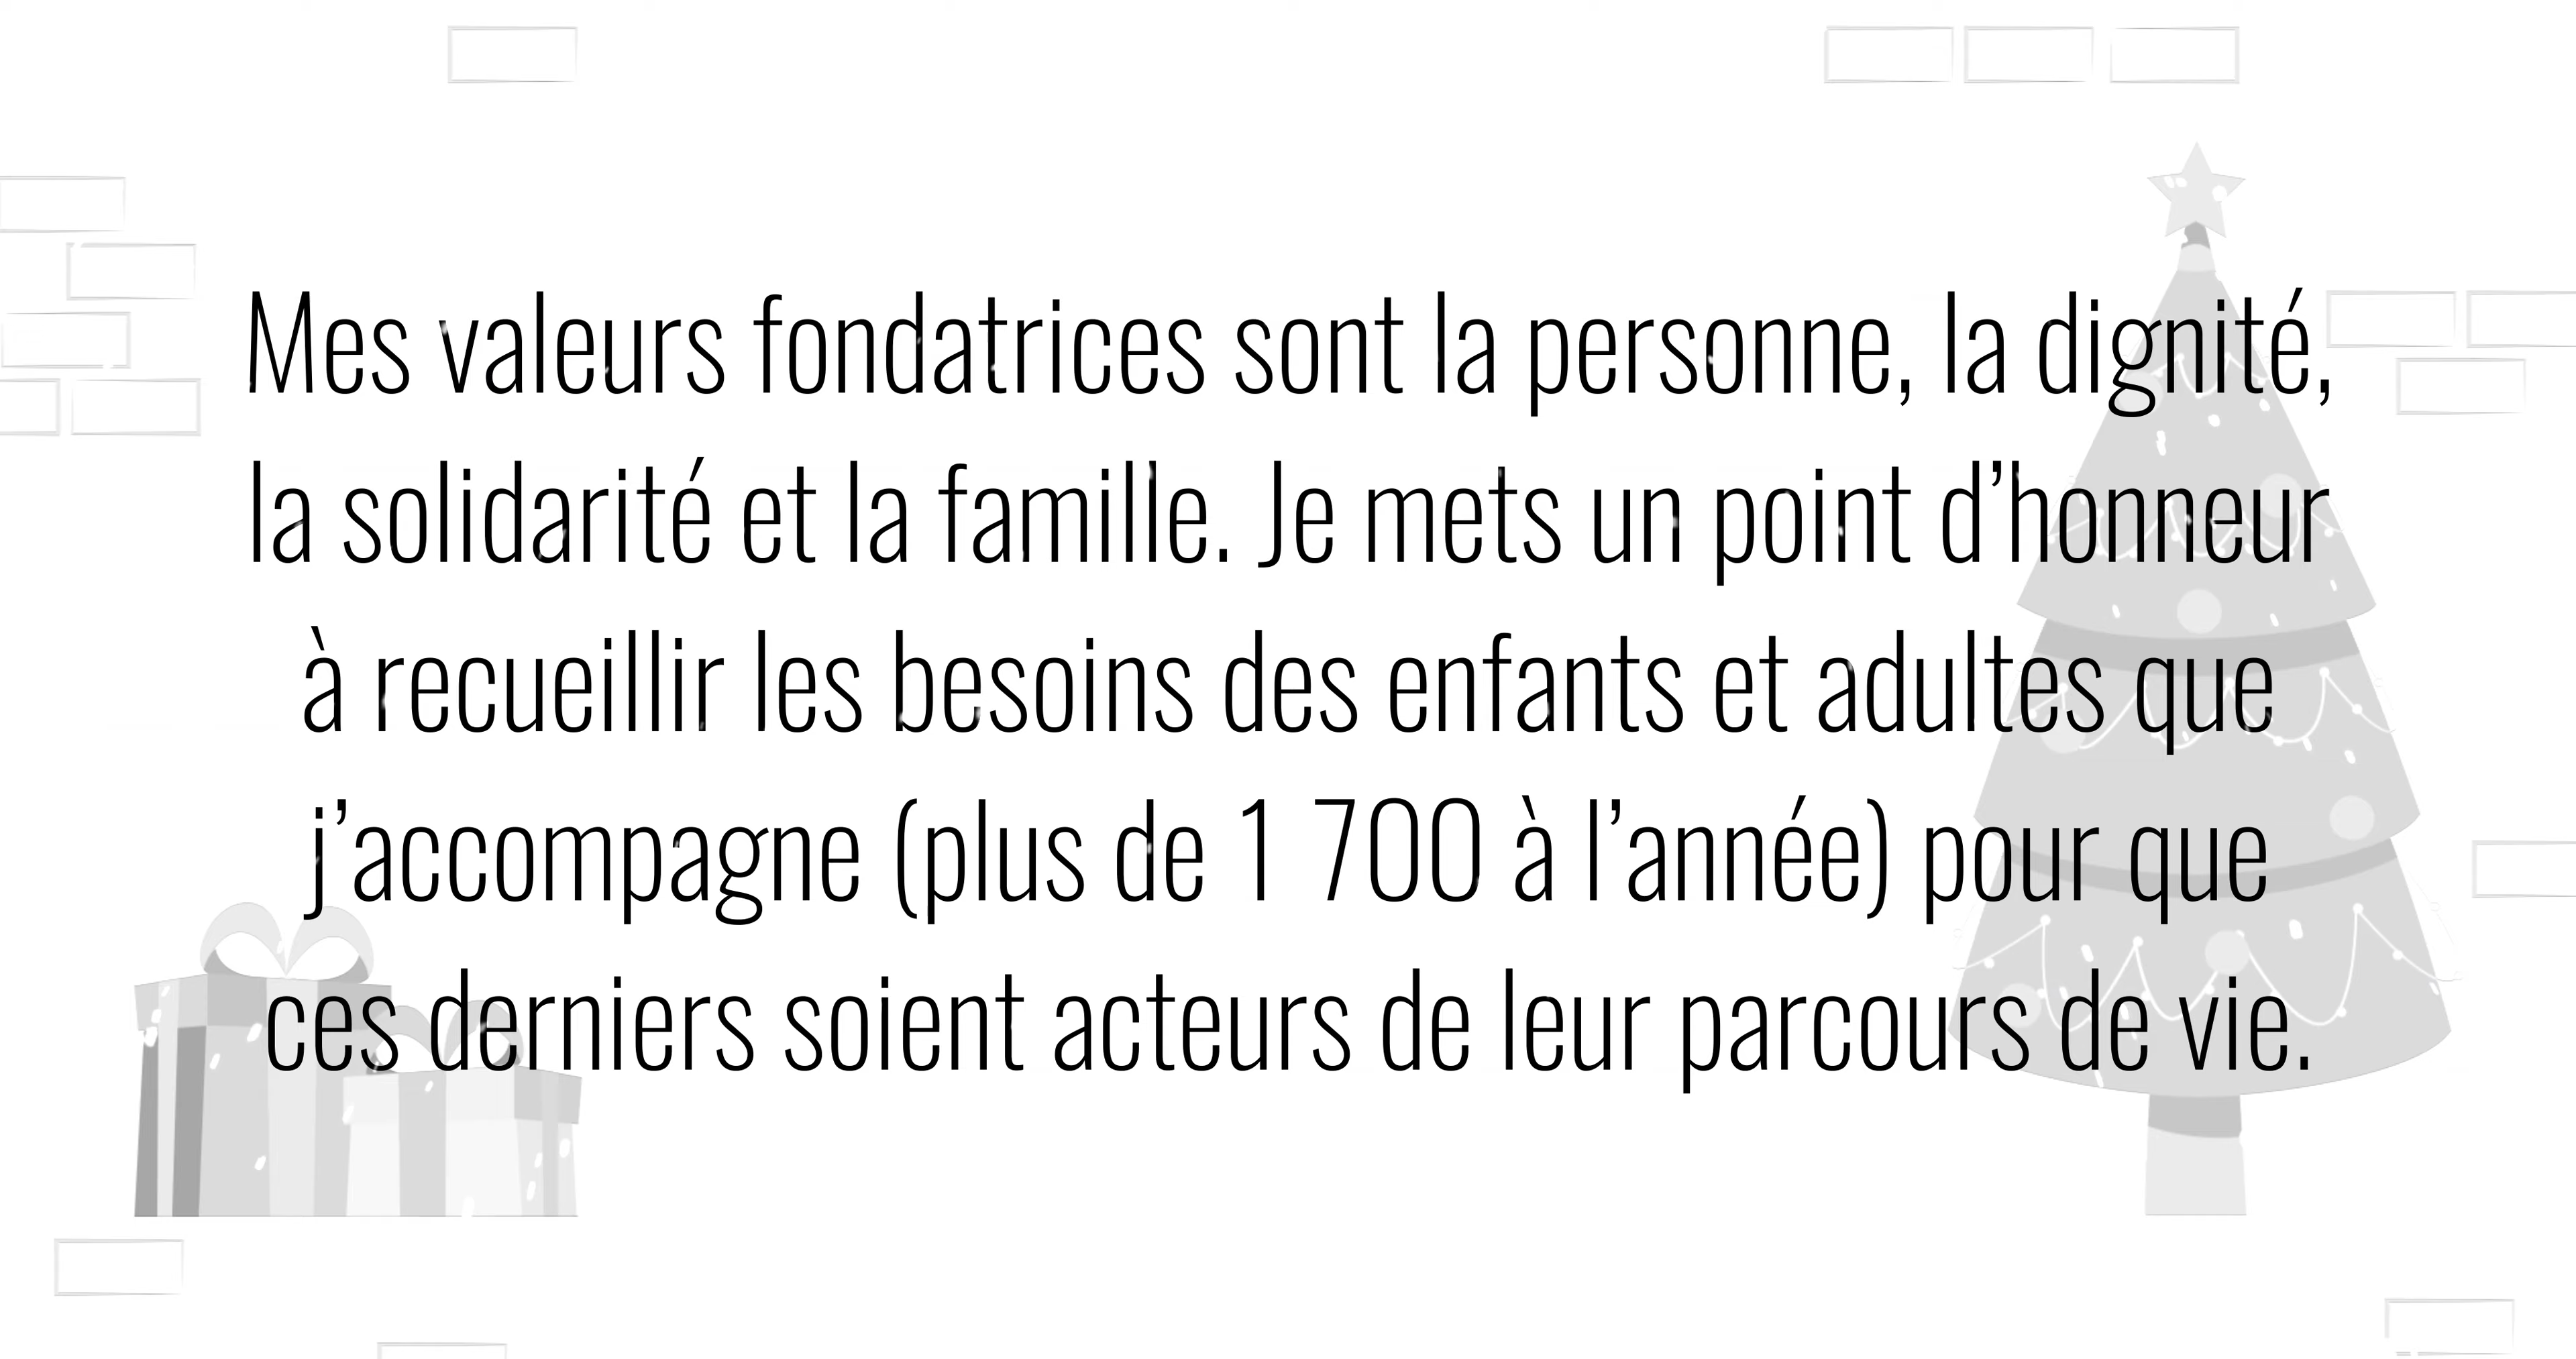 Mes valeurs fondatrices sont la personne, la dignité,
la solidarité et la famille. Je mets un point d’honneur
à recueillir les besoins des enfants et adultes que
j’accompagne (plus de 1 700 à l’année) pour que
ces derniers soient acteurs de leur parcours de vie.